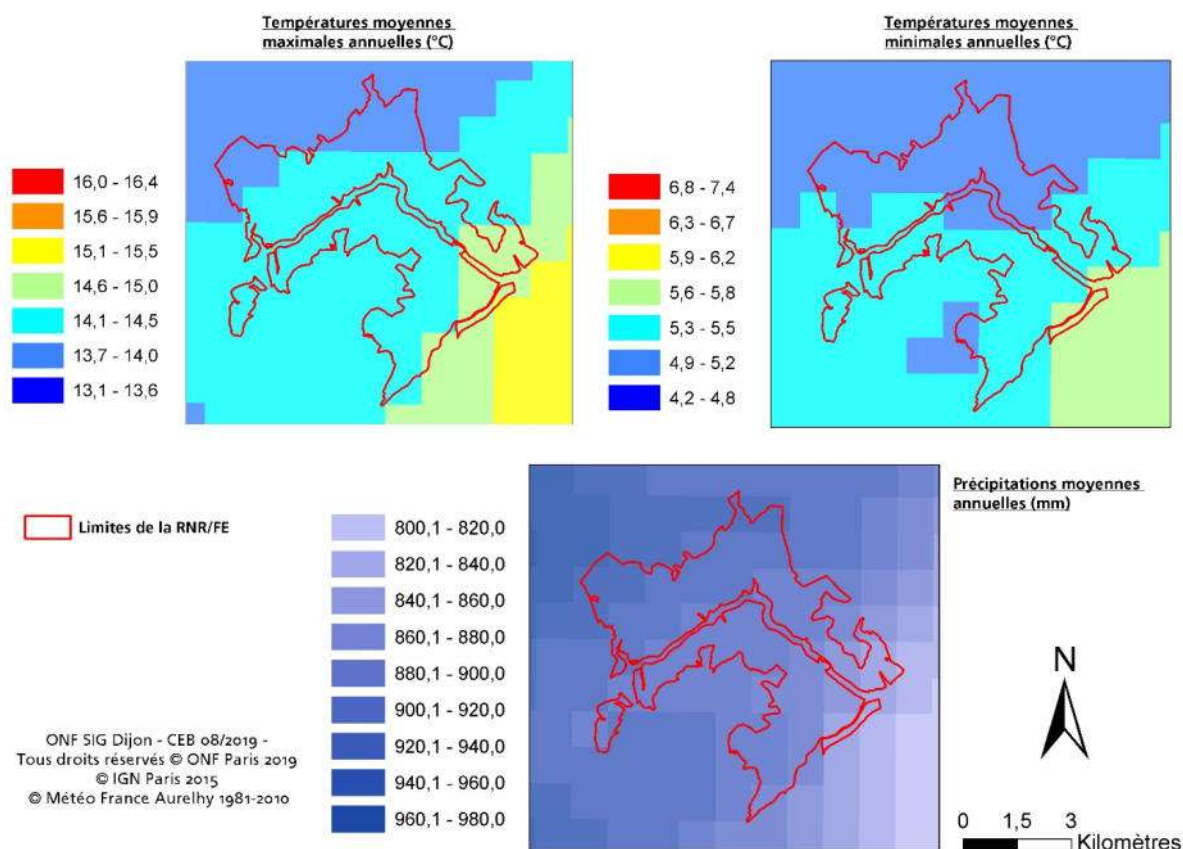 Températures moyennes
maximales annuelles (°C)
Températures moyennes
minimales annuelles (°C)
16,0 - 16,4
15,6 - 15,9
15,1 - 15,5
14,6 - 15,0
14,1 - 14,5
13,7 - 14,0
13,1 - 13,6
6,8 - 7,4
6,3 - 6,7
5,9 - 6,2
5,6 - 5,8
5,3 - 5,5
4,9 - 5,2
4,2 - 4,8
Limites de la RNR/FE
800,1 - 820,0
820,1 - 840,0
840,1 - 860,0
860,1 - 880,0
880,1 - 900,0
900,1 - 920,0
920,1 - 940,0
940,1 - 960,0
960,1 - 980,0
Précipitations moyennes
annuelles (mm)
ONF SIG Dijon - CEB 08/2019 -
Tous droits réservés © ONF Paris 2019
© IGN Paris 2015
© Météo France Aurelhy 1981-2010
N
0 1,5 3
Kilomètres